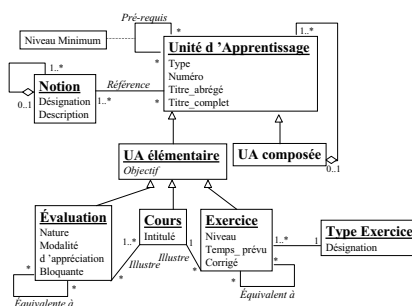 Pré-requis
*
1..*
Niveau Minimum
Unité d 'Apprentissage
Type
Numéro
Titre_abrégé
Titre_complet
*
1..*
Notion
Désignation
Description
Référence
1..*
*
0..1
UA élémentaire
Objectif
UA composée
0..1
Évaluation
Nature
Modalité
d 'appréciation
Bloquante
Cours
Intitulé
Exercice
Niveau
Temps_prévu
Corrigé
Type Exercice
Désignation
1..*
1
1..*
1
Illustre
Illustre
*
*
*
*
*
*
Équivalente à
Équivalent à